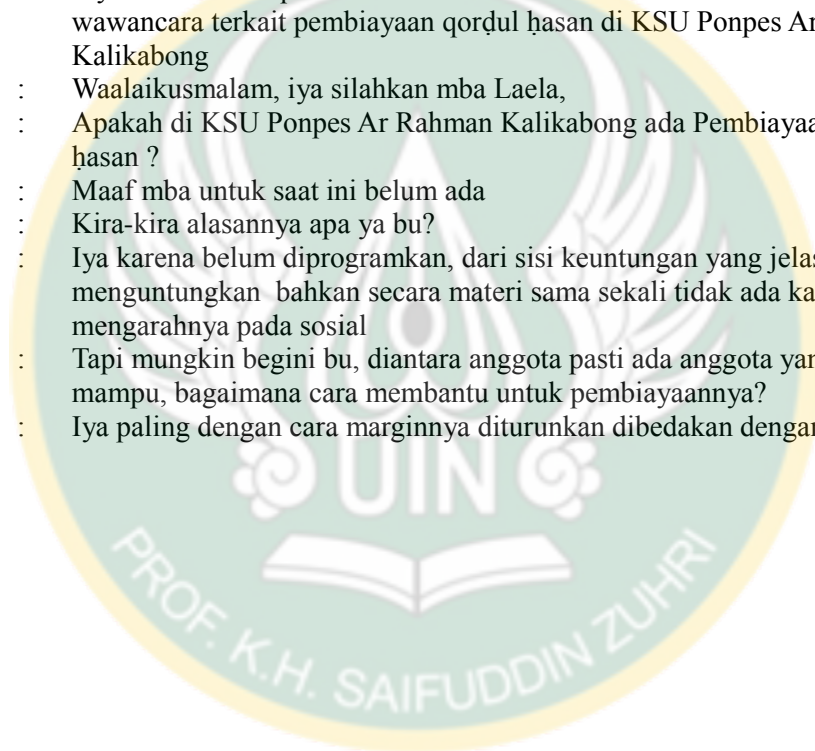 wawancara terkait pembiayaan qorḍul ḥasan di KSU Ponpes Ar
Kalikabong
: Waalaikusmalam, iya silahkan mba Laela,
: Apakah di KSU Ponpes Ar Rahman Kalikabong ada Pembiayaa
ḥasan ?
: Maaf mba untuk saat ini belum ada
: Kira-kira alasannya apa ya bu?
: Iya karena belum diprogramkan, dari sisi keuntungan yang jelas
menguntungkan bahkan secara materi sama sekali tidak ada ka
mengarahnya pada sosial
: Tapi mungkin begini bu, diantara anggota pasti ada anggota yan
mampu, bagaimana cara membantu untuk pembiayaannya?
: Iya paling dengan cara marginnya diturunkan dibedakan dengan
UIN
PROF. K.H. SAIFUDDIN ZUHRI